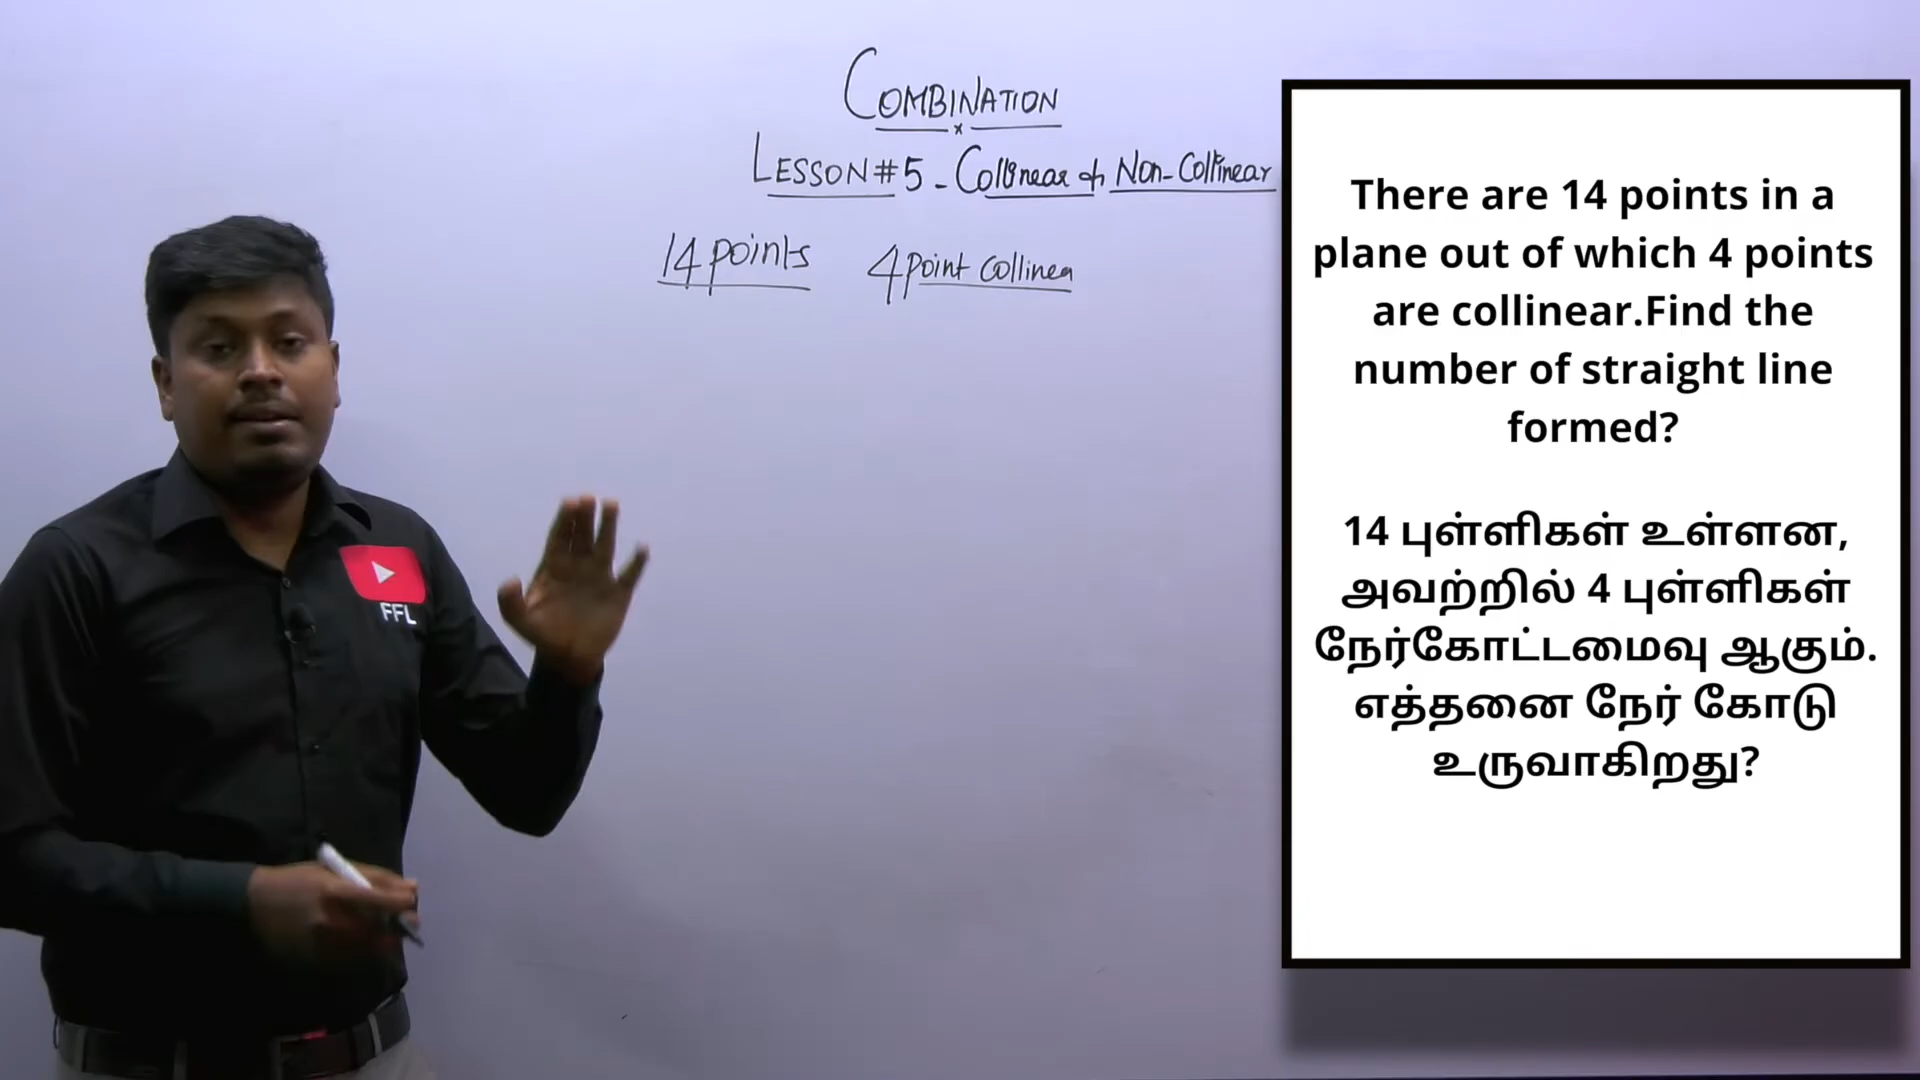 COMBINATION
LESSON #5 - Collinear & Non-Collinear
14 points 4 point collinea
There are 14 points in a
plane out of which 4 points
are collinear.Find the
number of straight line
formed?
14 புள்ளிகள் உள்ளன,
அவற்றில் 4 புள்ளிகள்
நேர்கோட்டமைவு ஆகும்.
எத்தனை நேர் கோடு
உருவாகிறது?
FFL